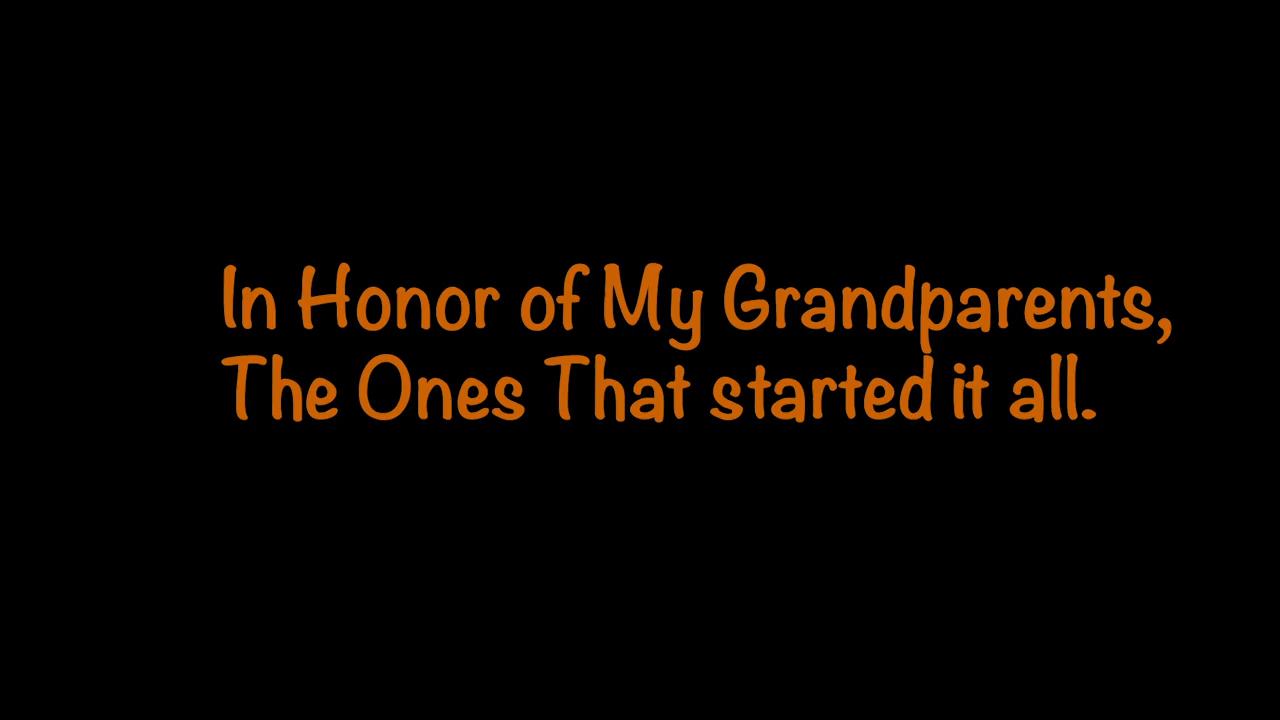 In Honor of My Grandparents,
The Ones That started it all.